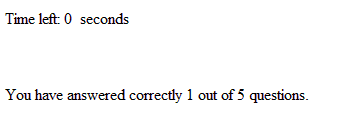 Time left: 0 seconds
You have answered correctly 1 out of 5 questions.